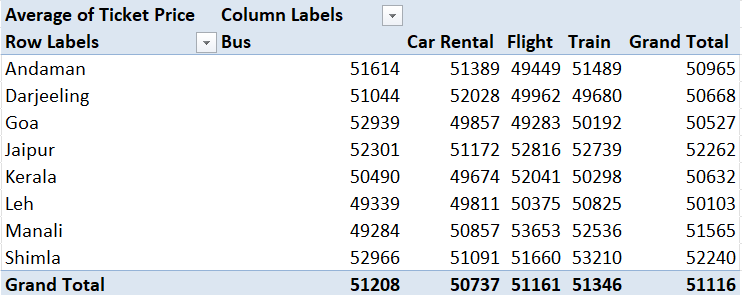 Average of Ticket Price Column Labels
Row Labels Bus Car Rental Flight Train Grand Total
Andaman 51614 51389 49449 51489 50965
Darjeeling 51044 52028 49962 49680 50668
Goa 52939 49857 49283 50192 50527
Jaipur 52301 51172 52816 52739 52262
Kerala 50490 49674 52041 50298 50632
Leh 49339 49811 50375 50825 50103
Manali 49284 50857 53653 52536 51565
Shimla 52966 51091 51660 53210 52240
Grand Total 51208 50737 51161 51346 51116